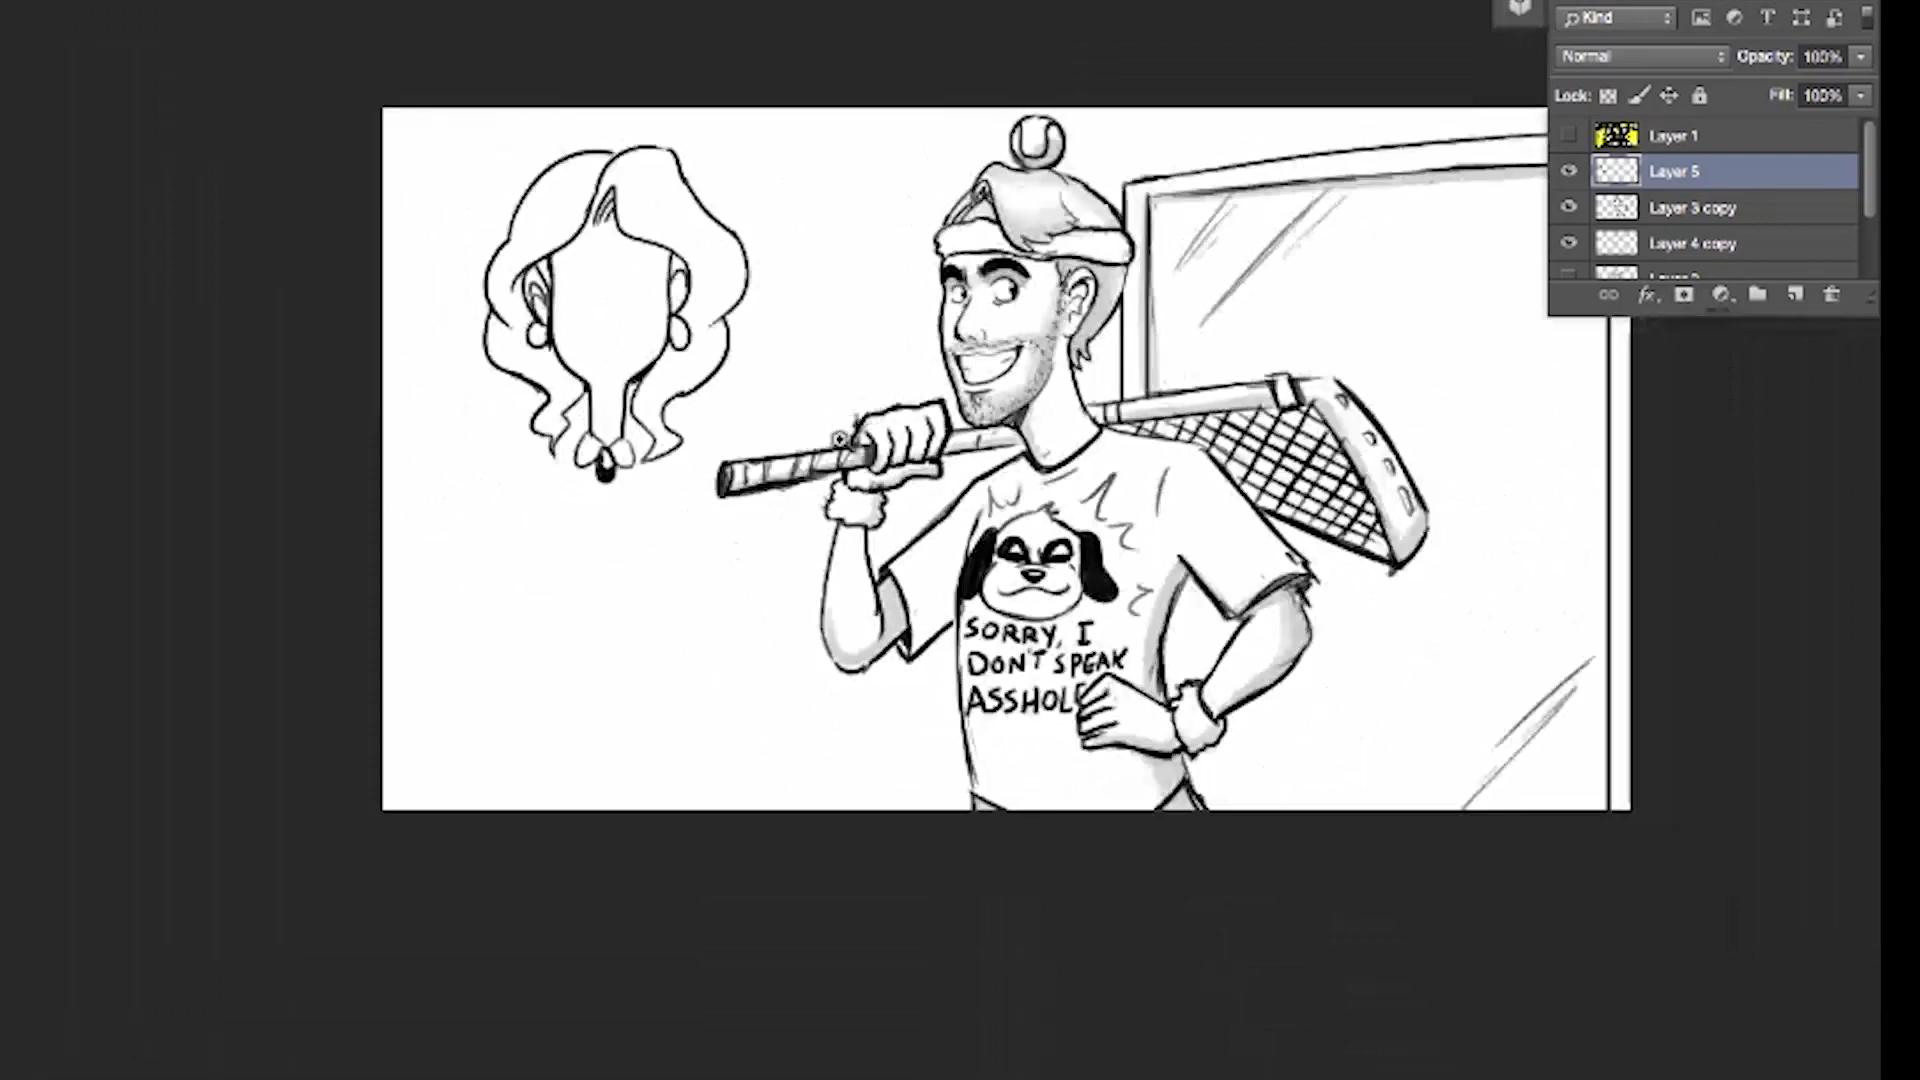 Kind
Normal Opacity: 100%
Lock: Fill: 100%
Layer 1
Layer 5
Layer 3 copy
Layer 4 copy
SORRY, I
DON'T SPEAK
ASSHOLE